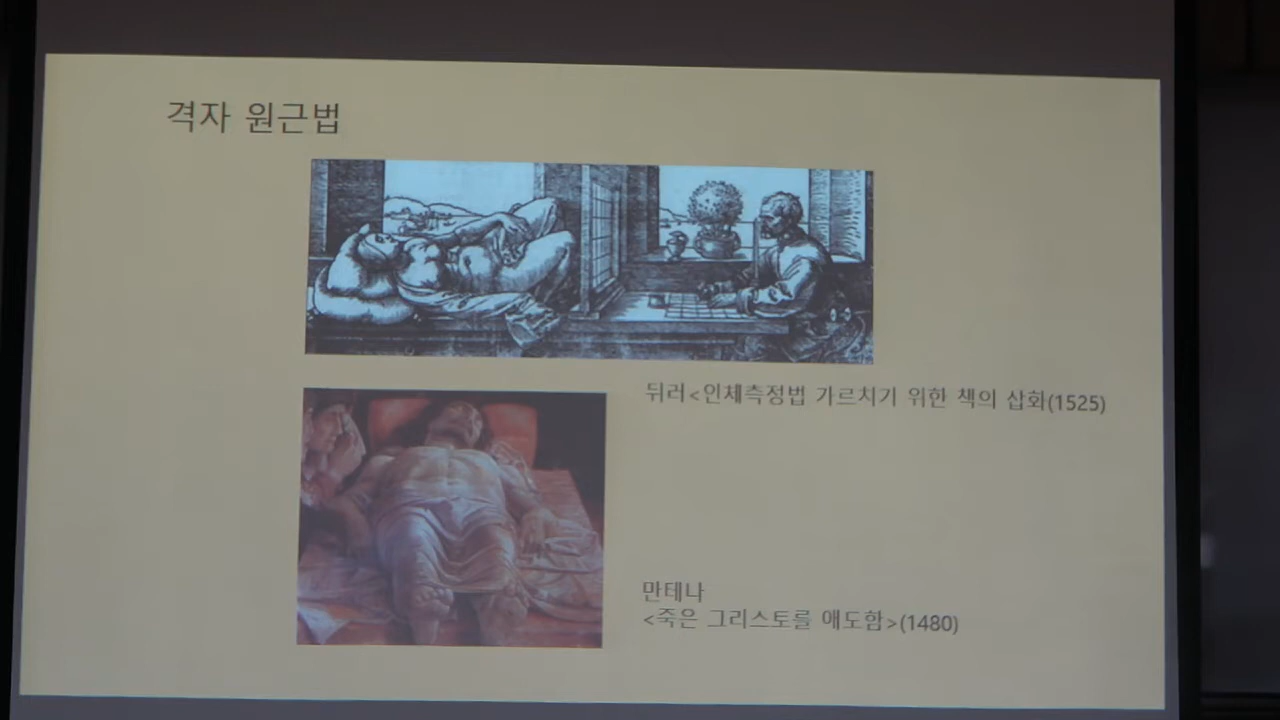 격자 원근법
뒤러<인체측정법 가르치기 위한 책의 삽화(1525)
만테나
<죽은 그리스토를 애도함>(1480)